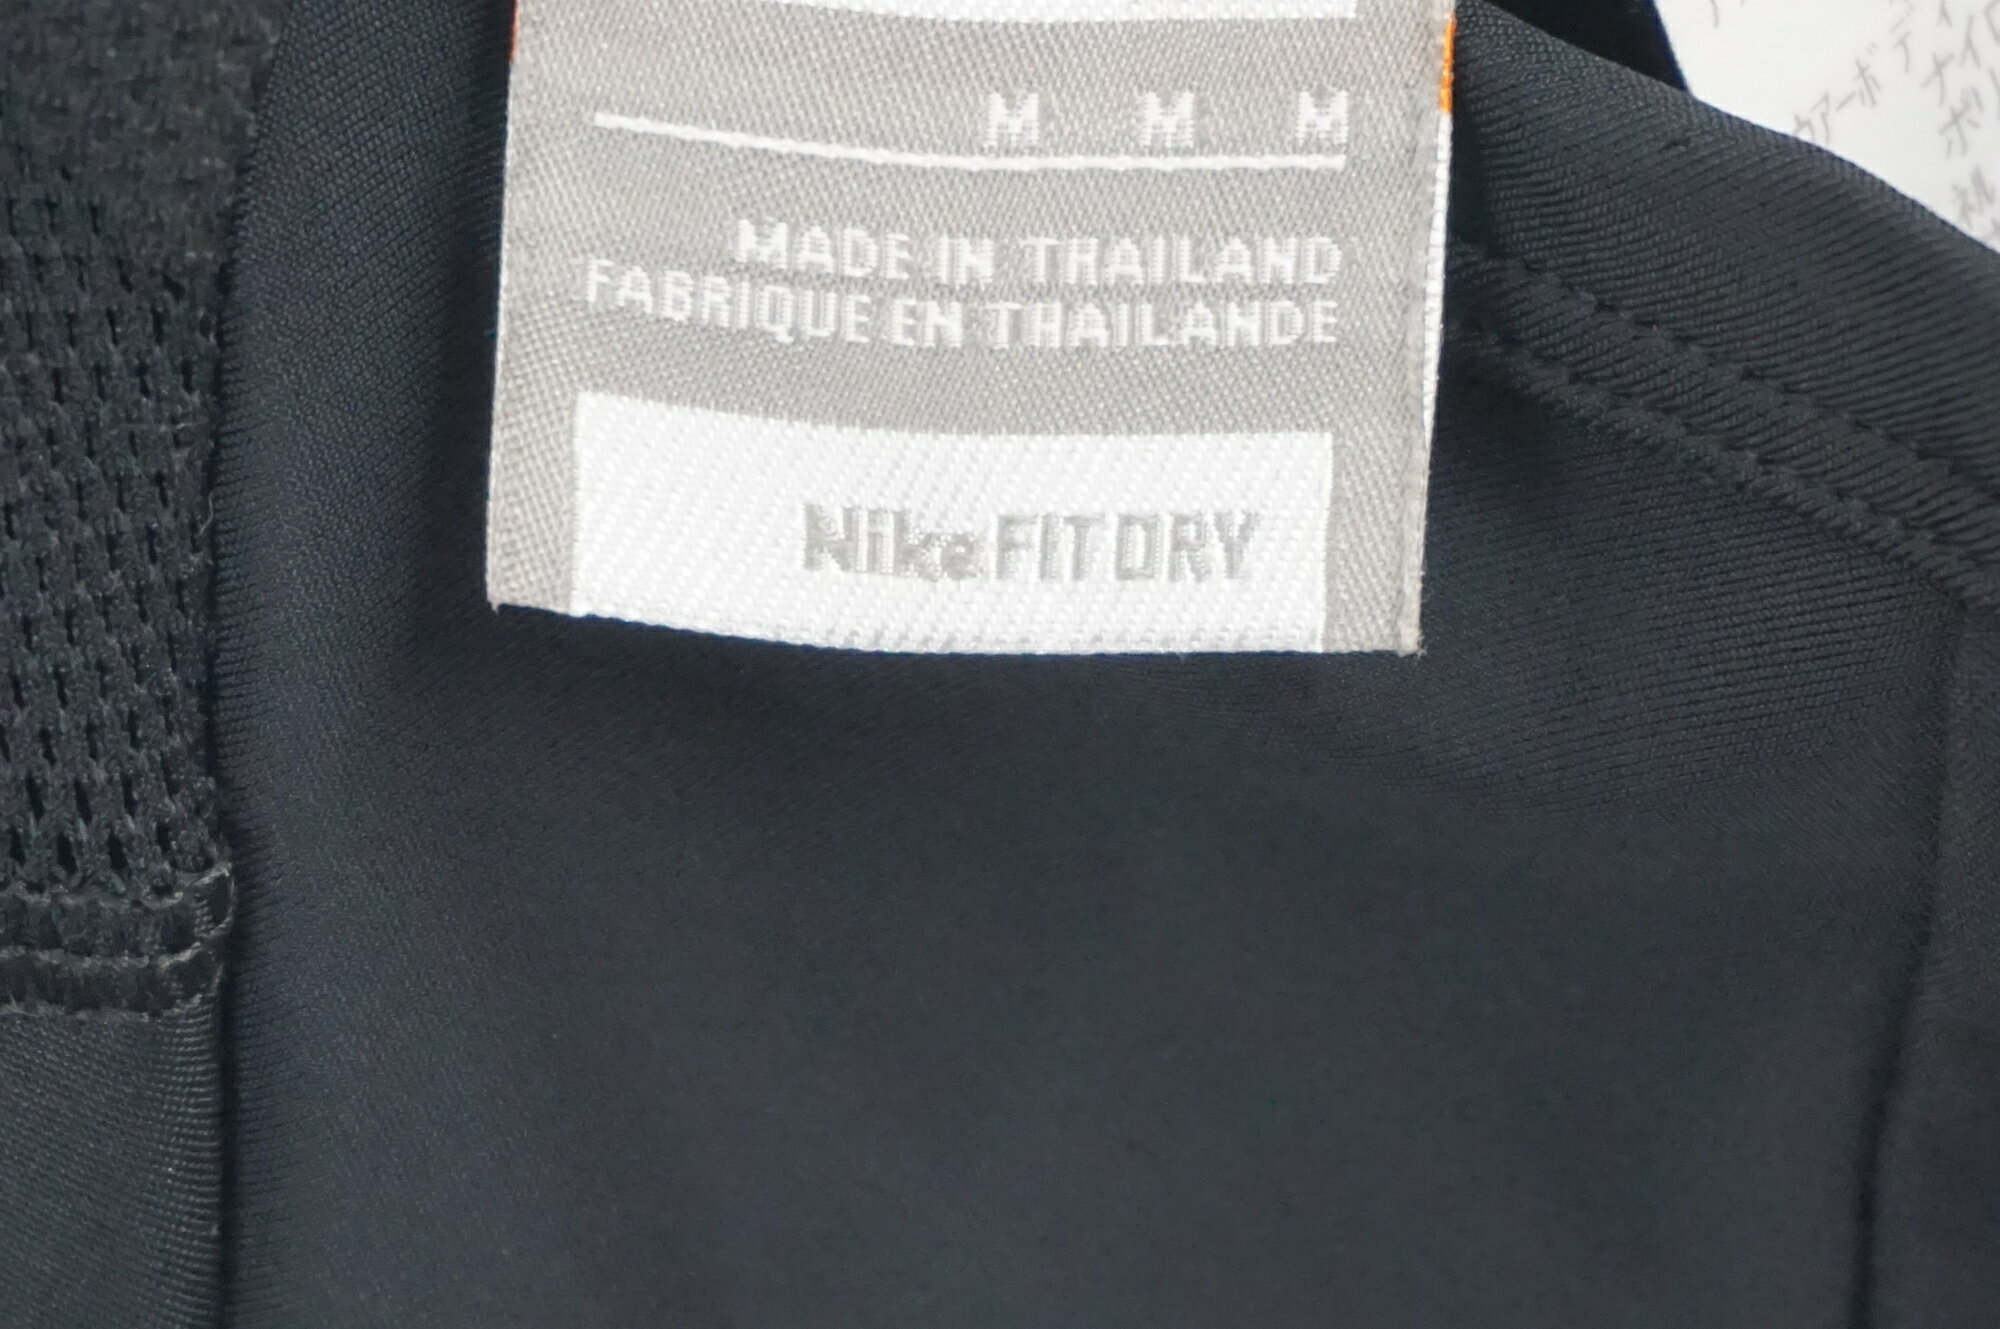 M M M
MADE IN THAILAND
FABRIQUE EN THAILANDE
Nike FIT DRY